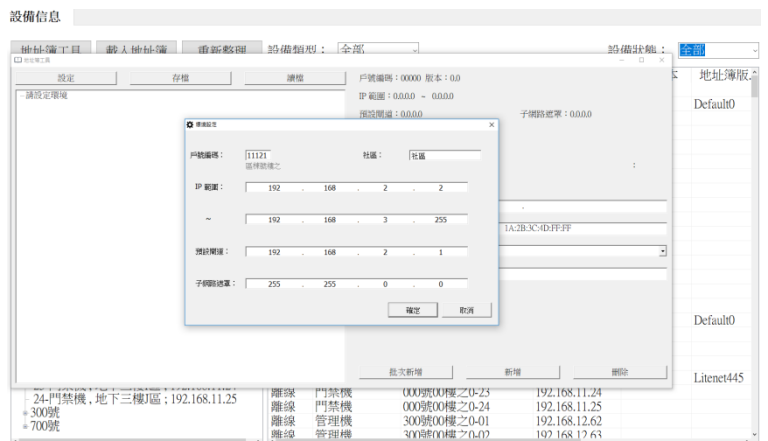 設備信息
地址簿工具 載入地址簿 重新整理 設備類型： 全部 設備狀態： 全部
地址簿工具
設定 存檔 讀檔 戶號編碼：00000 版本：0.0 本 地址簿版.
請設定環境 IP 範圍：0.0.0.0 ~ 0.0.0.0
預設閘道：0.0.0.0 子網路遮罩：0.0.0.0 Default0
環境設定
戶號編碼： 11121 社區： 社區
區棟號樓之
：
IP 範圍： 192 . 168 . 2 . 2
~ 192 . 168 . 3 . 255
1A:2B:3C:4D:FF:FF
預設閘道： 192 . 168 . 2 . 1
子網路遮罩： 255 . 255 . 0 . 0
確定 取消
Default0
批次新增 新增 刪除
Litenet445
離線 門禁機 000號00樓之0-23 192.168.11.24
24-門禁機 , 地下三樓J區 ; 192.168.11.25 離線 門禁機 000號00樓之0-24 192.168.11.25
300號 離線 管理機 300號00樓之0-01 192.168.12.62
700號 離線 管理機 300號00樓之0-02 192.168.12.63